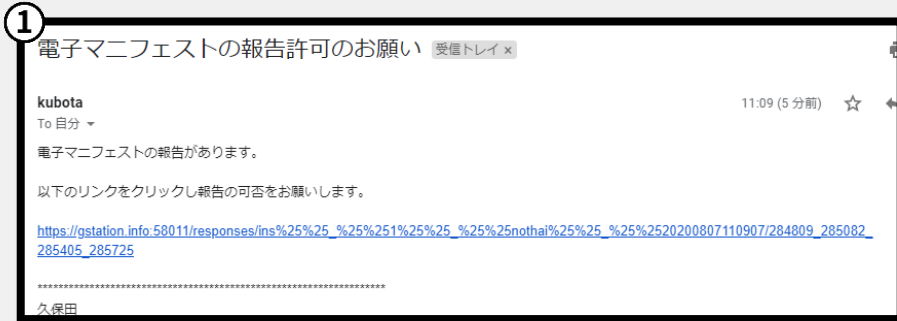 ①
電子マニフェストの報告許可のお願い 受信トレイ ×
kubota 11:09 (5 分前)
To 自分
電子マニフェストの報告があります。
以下のリンクをクリックし報告の可否をお願いします。
https://gstation.info:58011/responses/ins%25%25_%25%251%25%25_%25%25nothai%25%25_%25%2520200807110907/284809_285082_
285405_285725
*******************************************************************
久保田